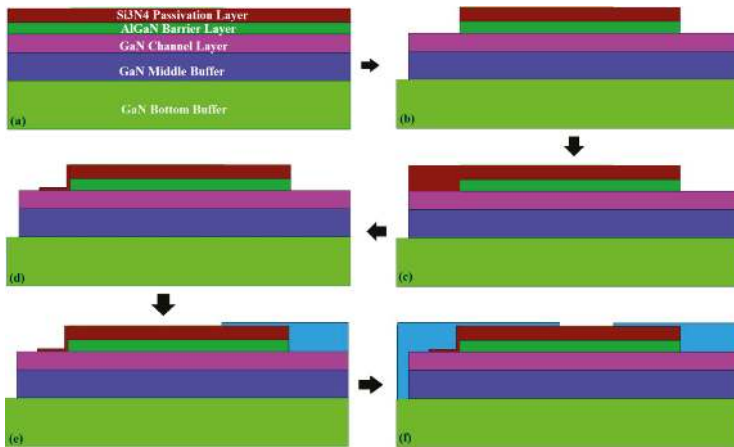 Si3N4 Passivation Layer
AlGaN Barrier Layer
GaN Channel Layer
GaN Middle Buffer
GaN Bottom Buffer
(a)
(b)
(d)
(c)
(e)
(f)